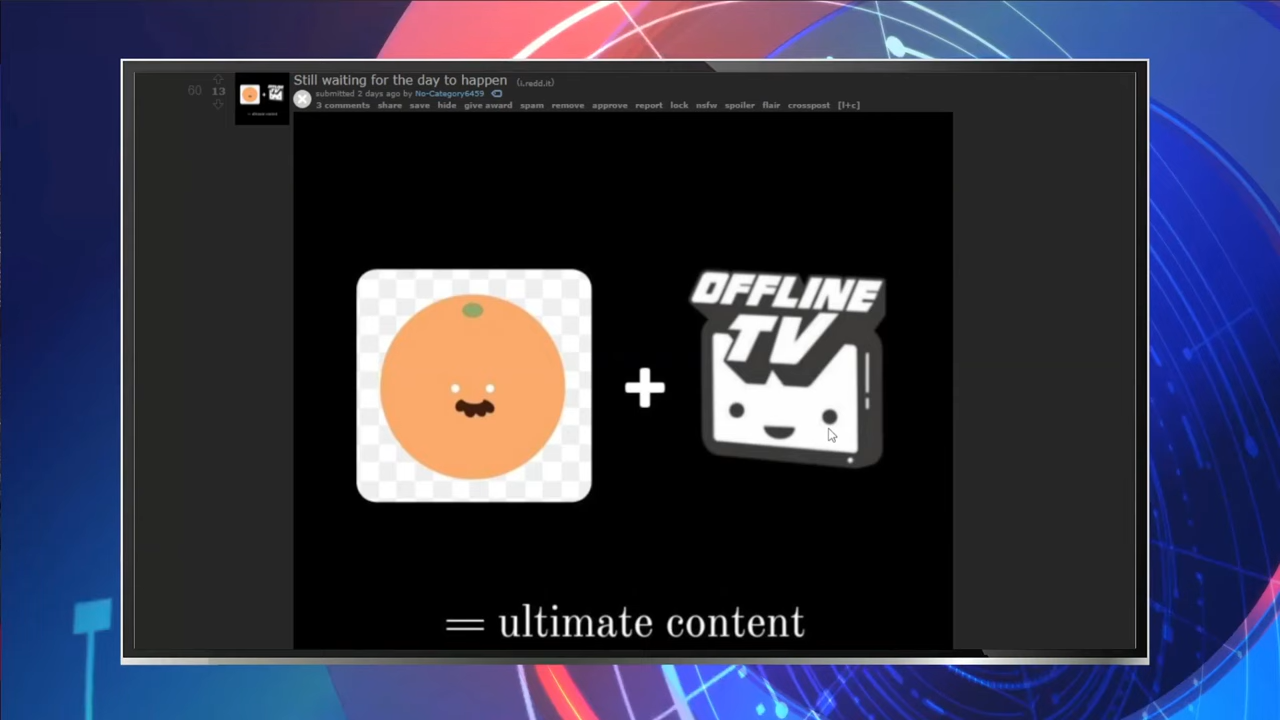 60
13
Still waiting for the day to happen (i.redd.it)
submitted 2 days ago by No-Category6459
3 comments share save hide give award spam remove approve report lock nsfw spoiler flair crosspost [l+c]
OFFLINE
TV
+
= ultimate content